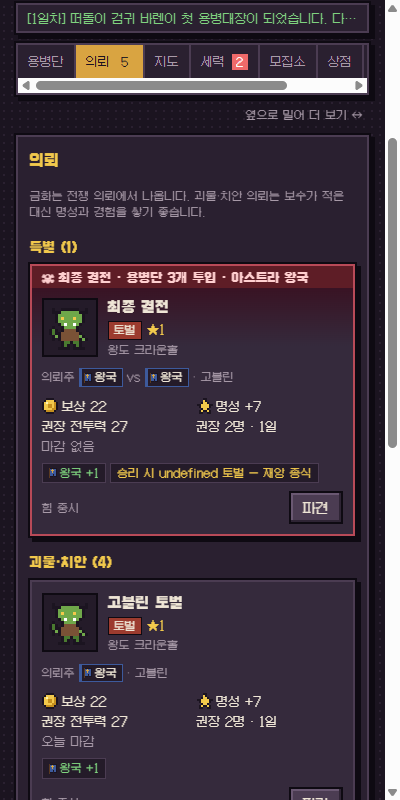 [1일차] 떠돌이 검귀 바렌이 첫 용병대장이 되었습니다. 다…
용병단 의뢰 5 지도 세력 2 모집소 상점
옆으로 밀어 더 보기 ↔
의뢰
금화는 전쟁 의뢰에서 나옵니다. 괴물·치안 의뢰는 보수가 적은
대신 명성과 경험을 쌓기 좋습니다.
특별 (1)
최종 결전 · 용병단 3개 투입 · 아스트라 왕국
최종 결전
토벌 ★1
왕도 크라운홀
의뢰주 왕국 vs 왕국 · 고블린
보상 22 명성 +7
권장 전투력 27 권장 2명 · 1일
마감 없음
왕국 +1 승리 시 undefined 토벌 — 재앙 종식
힘 중시 파견
괴물·치안 (4)
고블린 토벌
토벌 ★1
왕도 크라운홀
의뢰주 왕국 · 고블린
보상 22 명성 +7
권장 전투력 27 권장 2명 · 1일
오늘 마감
왕국 +1